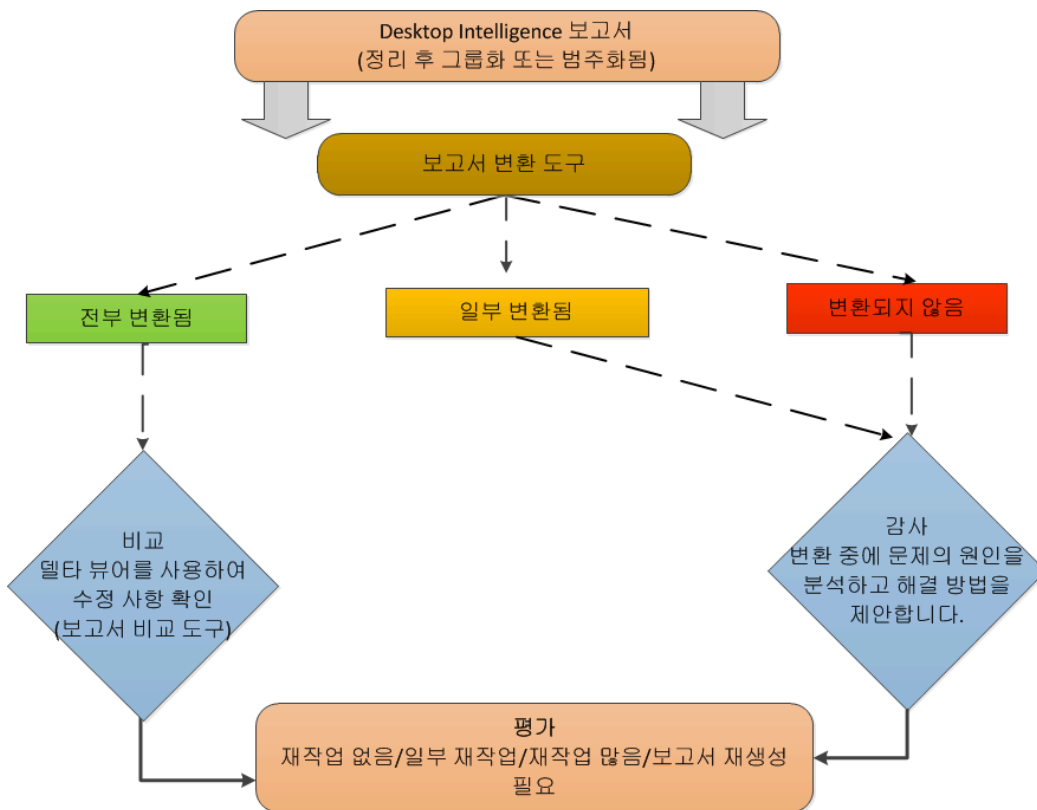 Desktop Intelligence 보고서
(정리 후 그룹화 또는 범주화됨)
보고서 변환 도구
전부 변환됨
일부 변환됨
변환되지 않음
비교
델타 뷰어를 사용하여
수정 사항 확인
(보고서 비교 도구)
감사
변환 중에 문제의 원인을
분석하고 해결 방법을
제안합니다.
평가
재작업 없음/일부 재작업/재작업 많음/보고서 재생성
필요